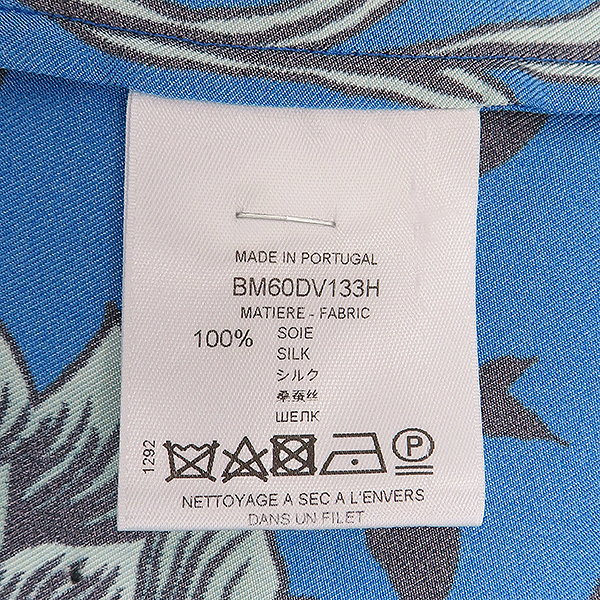 MADE IN PORTUGAL
BM60DV133H
MATIERE - FABRIC
100% SOIE
SILK
シルク
桑蚕丝
ШЕЛК
1292
P
NETTOYAGE A SEC A L'ENVERS
DANS UN FILET